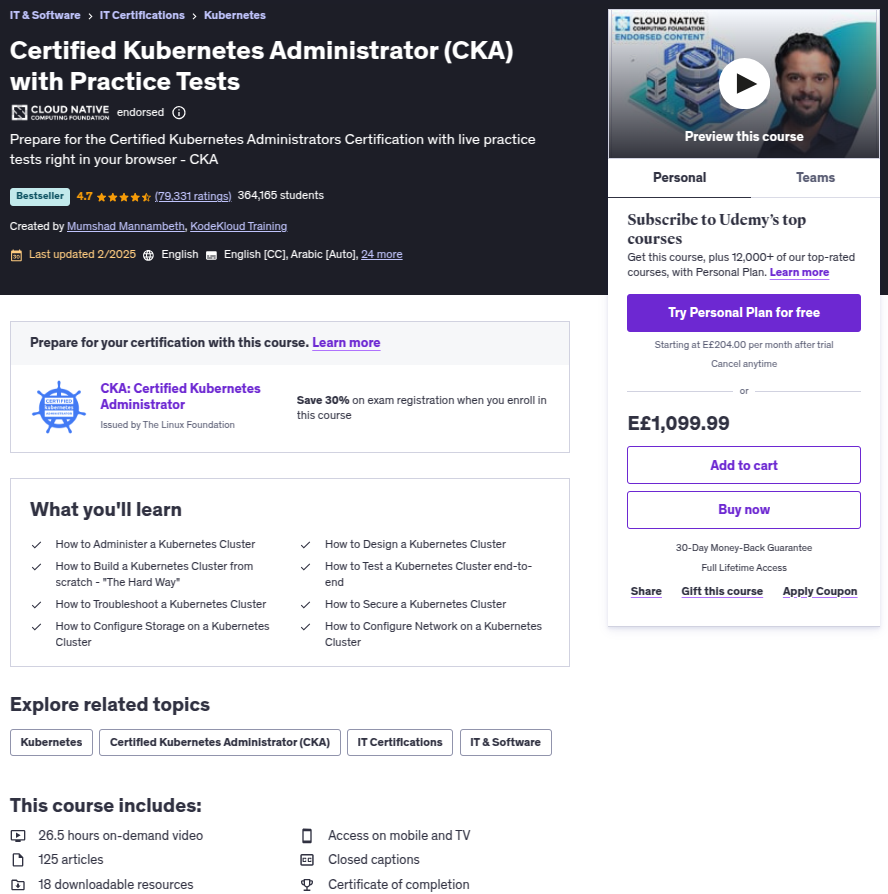 IT & Software > IT Certifications > Kubernetes
Certified Kubernetes Administrator (CKA)
with Practice Tests
CLOUD NATIVE
COMPUTING FOUNDATION
endorsed
Prepare for the Certified Kubernetes Administrators Certification with live practice
tests right in your browser - CKA
Bestseller 4.7 (79,331 ratings) 364,165 students
Created by Mumshad Mannambeth, KodeKloud Training
Last updated 2/2025 English English [CC], Arabic [Auto], 24 more
CLOUD NATIVE
COMPUTING FOUNDATION
ENDORSED CONTENT
Preview this course
Personal Teams
Subscribe to Udemy's top
courses
Get this course, plus 12,000+ of our top-rated
courses, with Personal Plan. Learn more
Try Personal Plan for free
Starting at E£204.00 per month after trial
Cancel anytime
or
E£1,099.99
Add to cart
Buy now
30-Day Money-Back Guarantee
Full Lifetime Access
Share Gift this course Apply Coupon
Prepare for your certification with this course. Learn more
CERTIFIED
kubernetes
ADMINISTRATOR
CKA: Certified Kubernetes
Administrator
Issued by The Linux Foundation
Save 30% on exam registration when you enroll in
this course
What you'll learn
How to Administer a Kubernetes Cluster
How to Design a Kubernetes Cluster
How to Build a Kubernetes Cluster from
scratch - "The Hard Way"
How to Test a Kubernetes Cluster end-to-
end
How to Troubleshoot a Kubernetes Cluster
How to Secure a Kubernetes Cluster
How to Configure Storage on a Kubernetes
Cluster
How to Configure Network on a Kubernetes
Cluster
Explore related topics
Kubernetes Certified Kubernetes Administrator (CKA) IT Certifications IT & Software
This course includes:
26.5 hours on-demand video
Access on mobile and TV
125 articles
Closed captions
18 downloadable resources
Certificate of completion